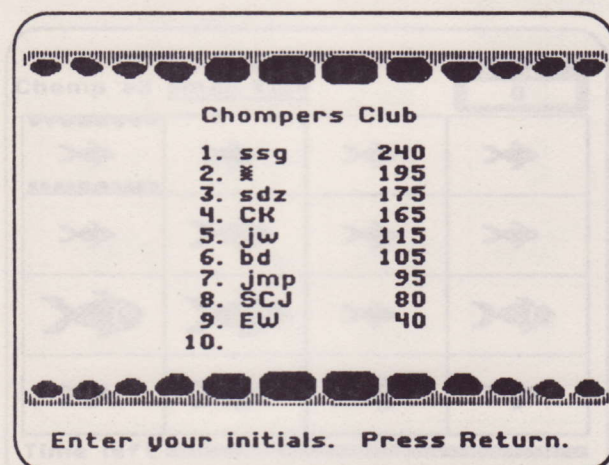 Chompers Club
1. ssg 240
2. * 195
3. sdz 175
4. CK 165
5. jw 115
6. bd 105
7. jmp 95
8. SCJ 80
9. EW 40
10.
Enter your initials. Press Return.